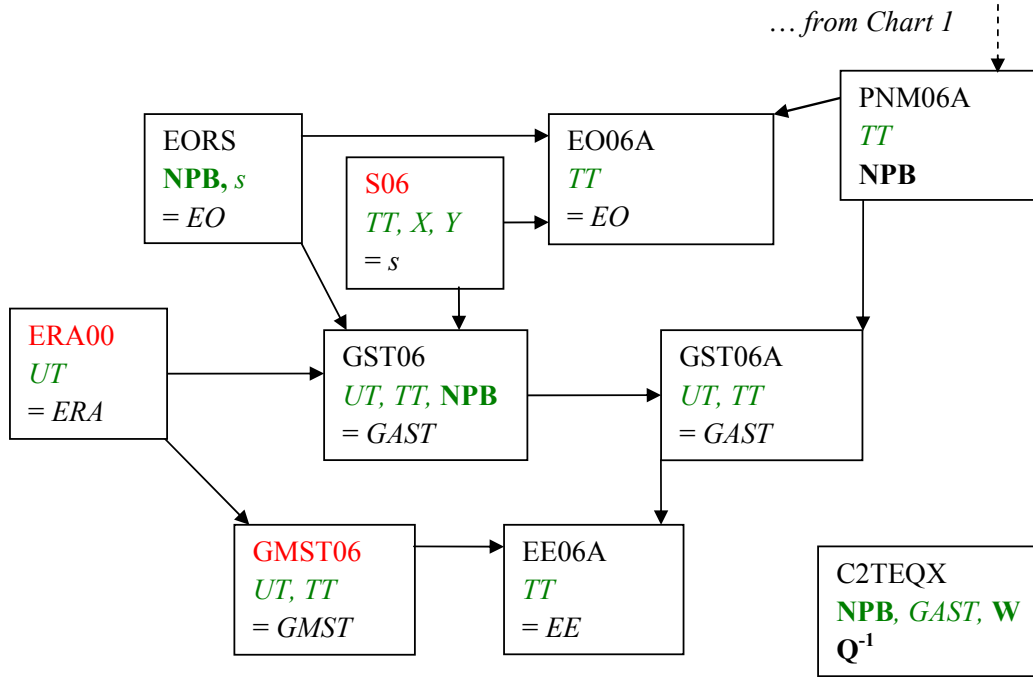 … from Chart 1
PNM06A
TT
NPB
EORS
NPB, s
= EO
EO06A
TT
= EO
S06
TT, X, Y
= s
ERA00
UT
= ERA
GST06
UT, TT, NPB
= GAST
GST06A
UT, TT
= GAST
GMST06
UT, TT
= GMST
EE06A
TT
= EE
C2TEQX
NPB, GAST, W
Q⁻¹